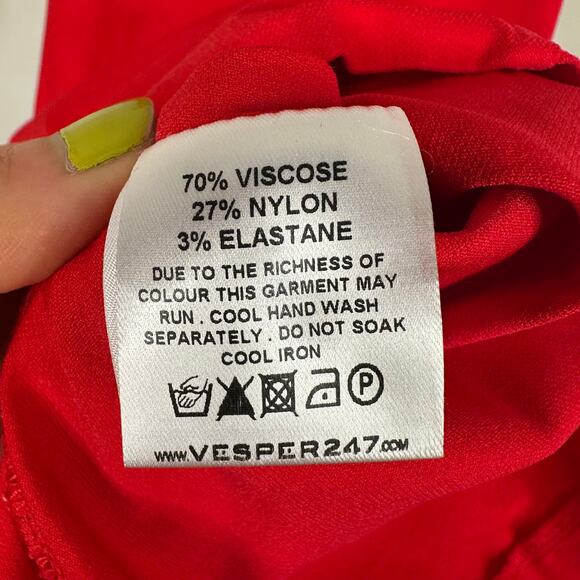 70% VISCOSE
27% NYLON
3% ELASTANE
DUE TO THE RICHNESS OF
COLOUR THIS GARMENT MAY
RUN . COOL HAND WASH
SEPARATELY . DO NOT SOAK
COOL IRON
P
www.VESPER247.com